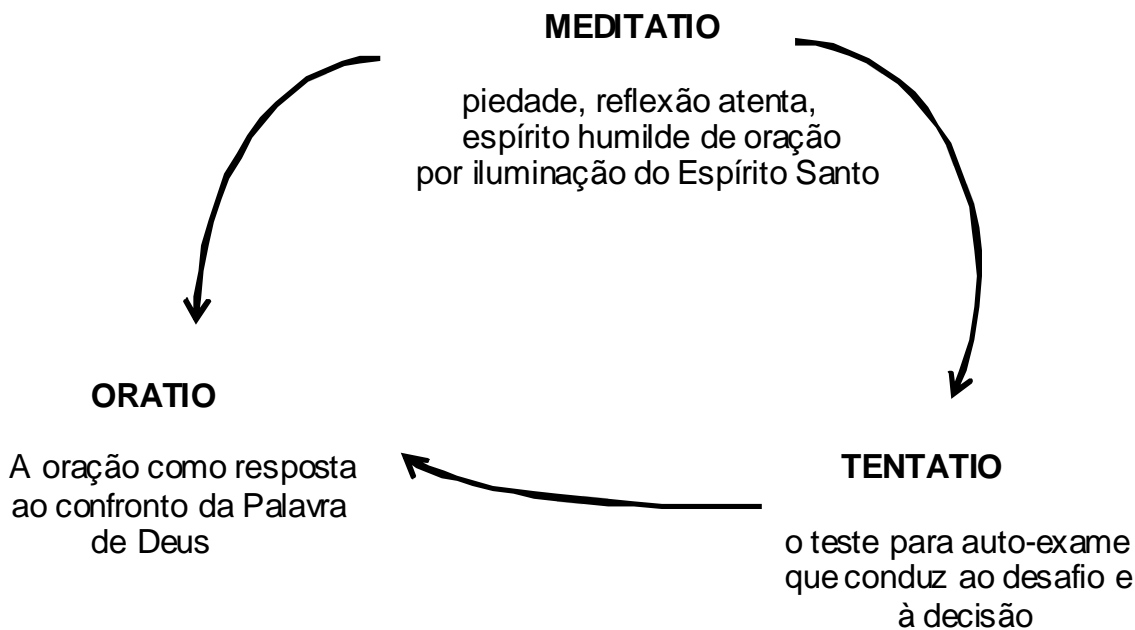 MEDITATIO
piedade, reflexão atenta,
espírito humilde de oração
por iluminação do Espírito Santo
ORATIO
A oração como resposta
ao confronto da Palavra
de Deus
TENTATIO
o teste para auto-exame
que conduz ao desafio e
à decisão